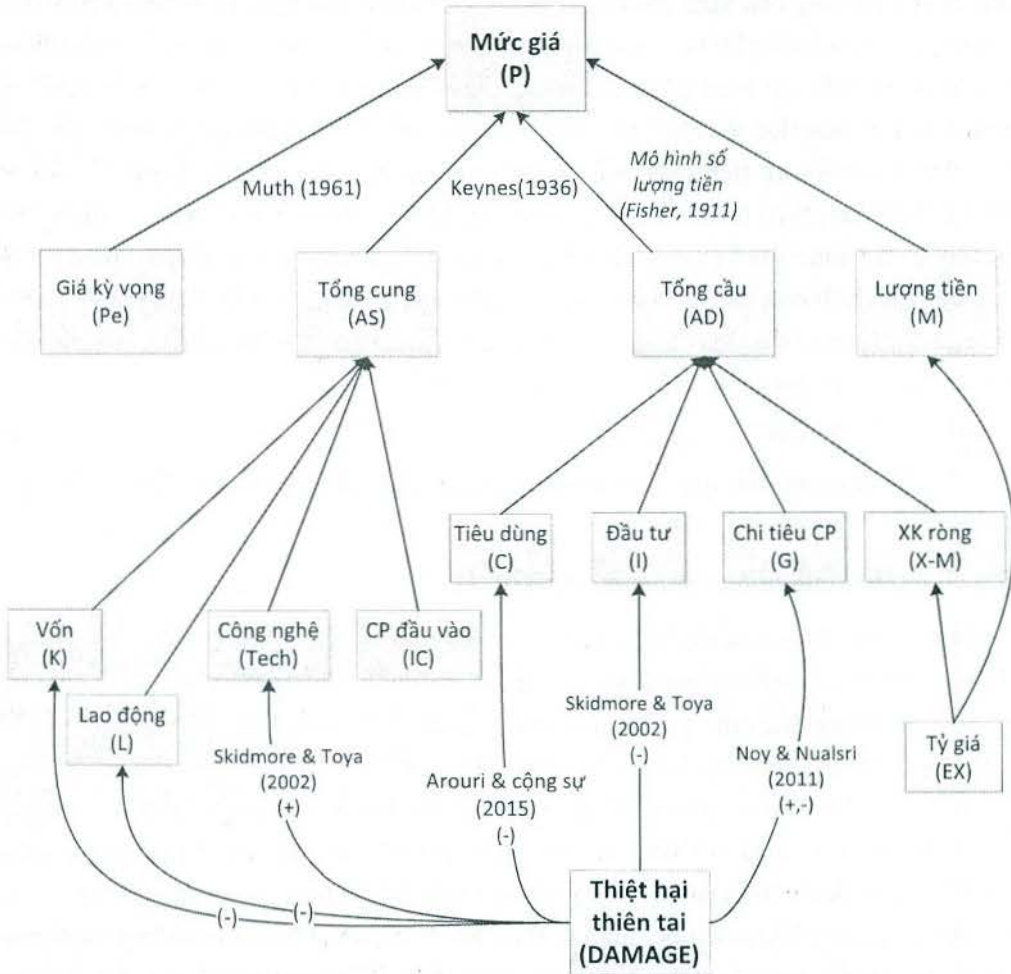 Mức giá
(P)
Muth (1961)
Keynes(1936)
Mô hình số
lượng tiền
(Fisher, 1911)
Giá kỳ vọng
(Pe)
Tổng cung
(AS)
Tổng cầu
(AD)
Lượng tiền
(M)
Tiêu dùng
(C)
Đầu tư
(I)
Chi tiêu CP
(G)
XK ròng
(X-M)
Vốn
(K)
Công nghệ
(Tech)
CP đầu vào
(IC)
Lao động
(L)
Tỷ giá
(EX)
Skidmore & Toya
(2002)
(+)
Arouri & cộng sự
(2015)
(-)
Skidmore & Toya
(2002)
(-)
Noy & Nualsri
(2011)
(+,-)
(-)
(-)
Thiệt hại
thiên tai
(DAMAGE)